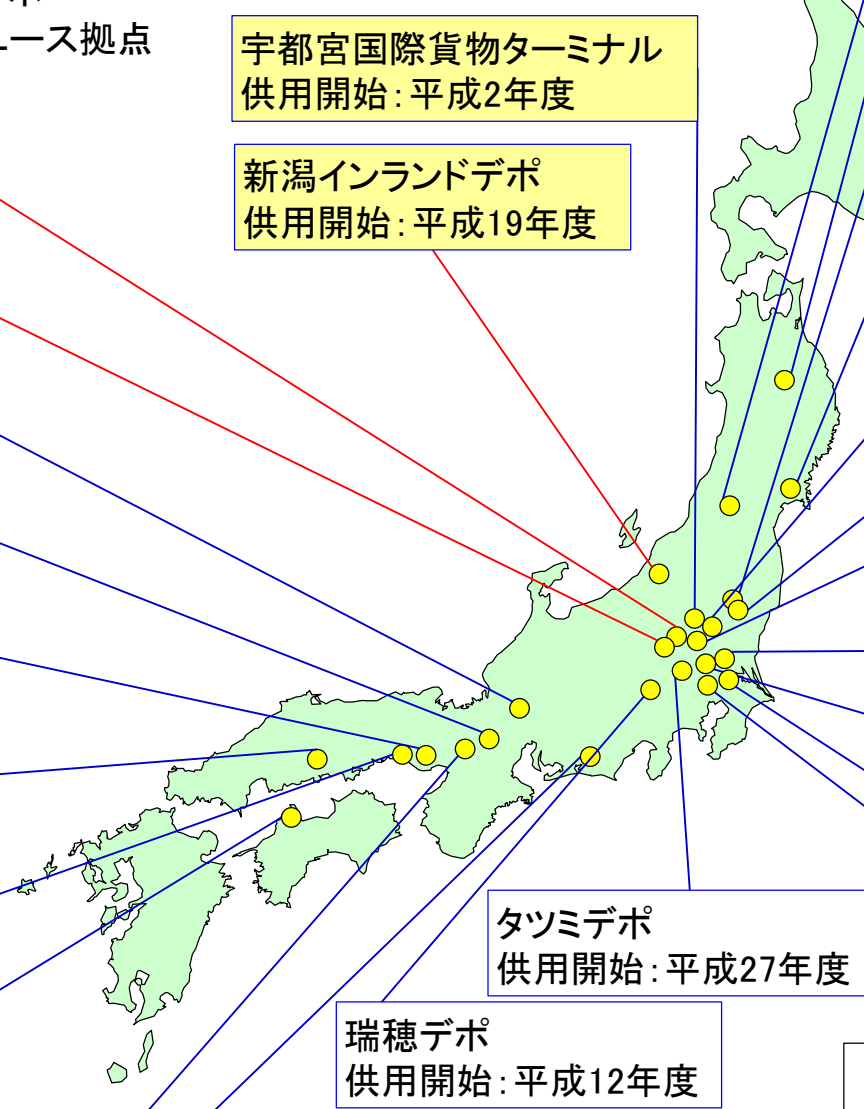 ース拠点
宇都宮国際貨物ターミナル
供用開始：平成2年度
新潟インランドデポ
供用開始：平成19年度
タツミデポ
供用開始：平成27年度
瑞穂デポ
供用開始：平成12年度